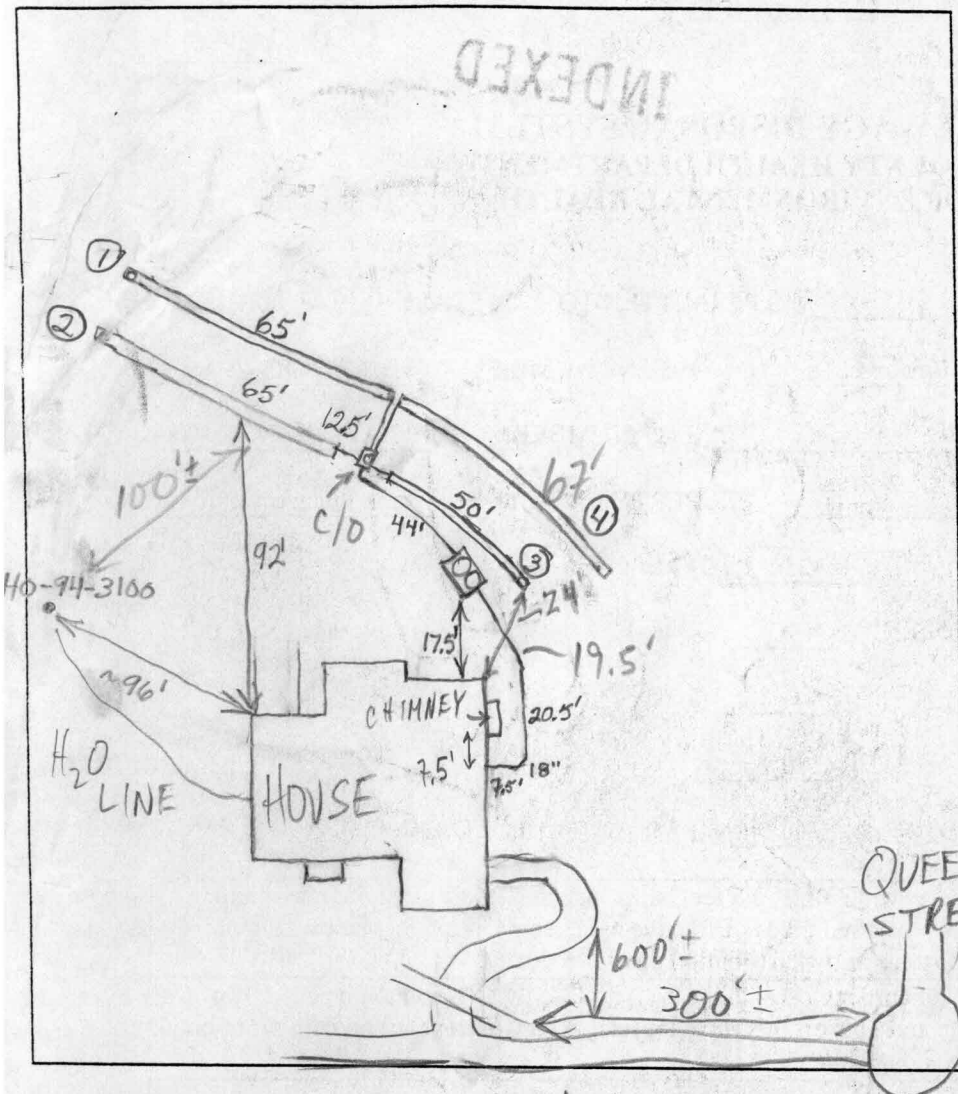 INDEXED
1
65'
2
65'
12.5'
67'
4
100'±
50'
C/O
44'
3
92'
24'
HO-94-3100
17.5'
19.5'
~96'
CHIMNEY
20.5'
7.5'
18"
7.5'
H2O
LINE
HOUSE
QUEE
STRE
600'±
300'±